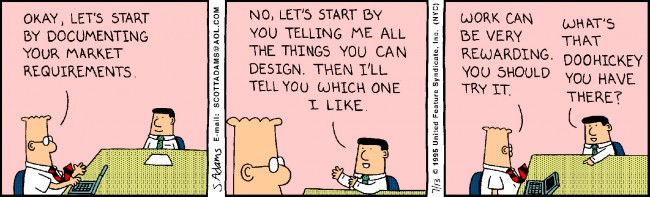 OKAY, LET'S START
BY DOCUMENTING
YOUR MARKET
REQUIREMENTS.
S.Adams E-mail: SCOTTADAMS@AOL.COM
NO, LET'S START BY
YOU TELLING ME ALL
THE THINGS YOU CAN
DESIGN. THEN I'LL
TELL YOU WHICH ONE
I LIKE.
7/13 © 1995 United Feature Syndicate, Inc. (NYC)
WORK CAN
BE VERY
REWARDING.
YOU SHOULD
TRY IT.
WHAT'S
THAT
DOOHICKEY
YOU HAVE
THERE?